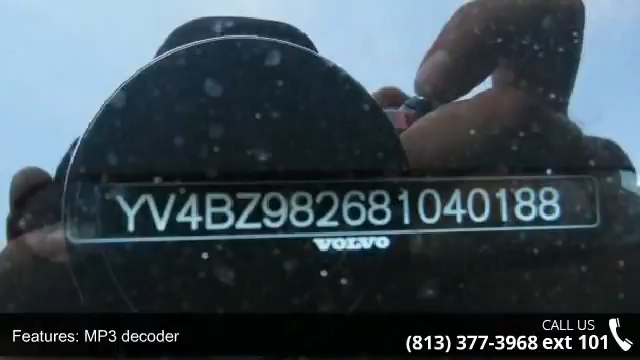 YV4BZ982681040188
VOLVO
Features: MP3 decoder
CALL US
(813) 377-3968 ext 101